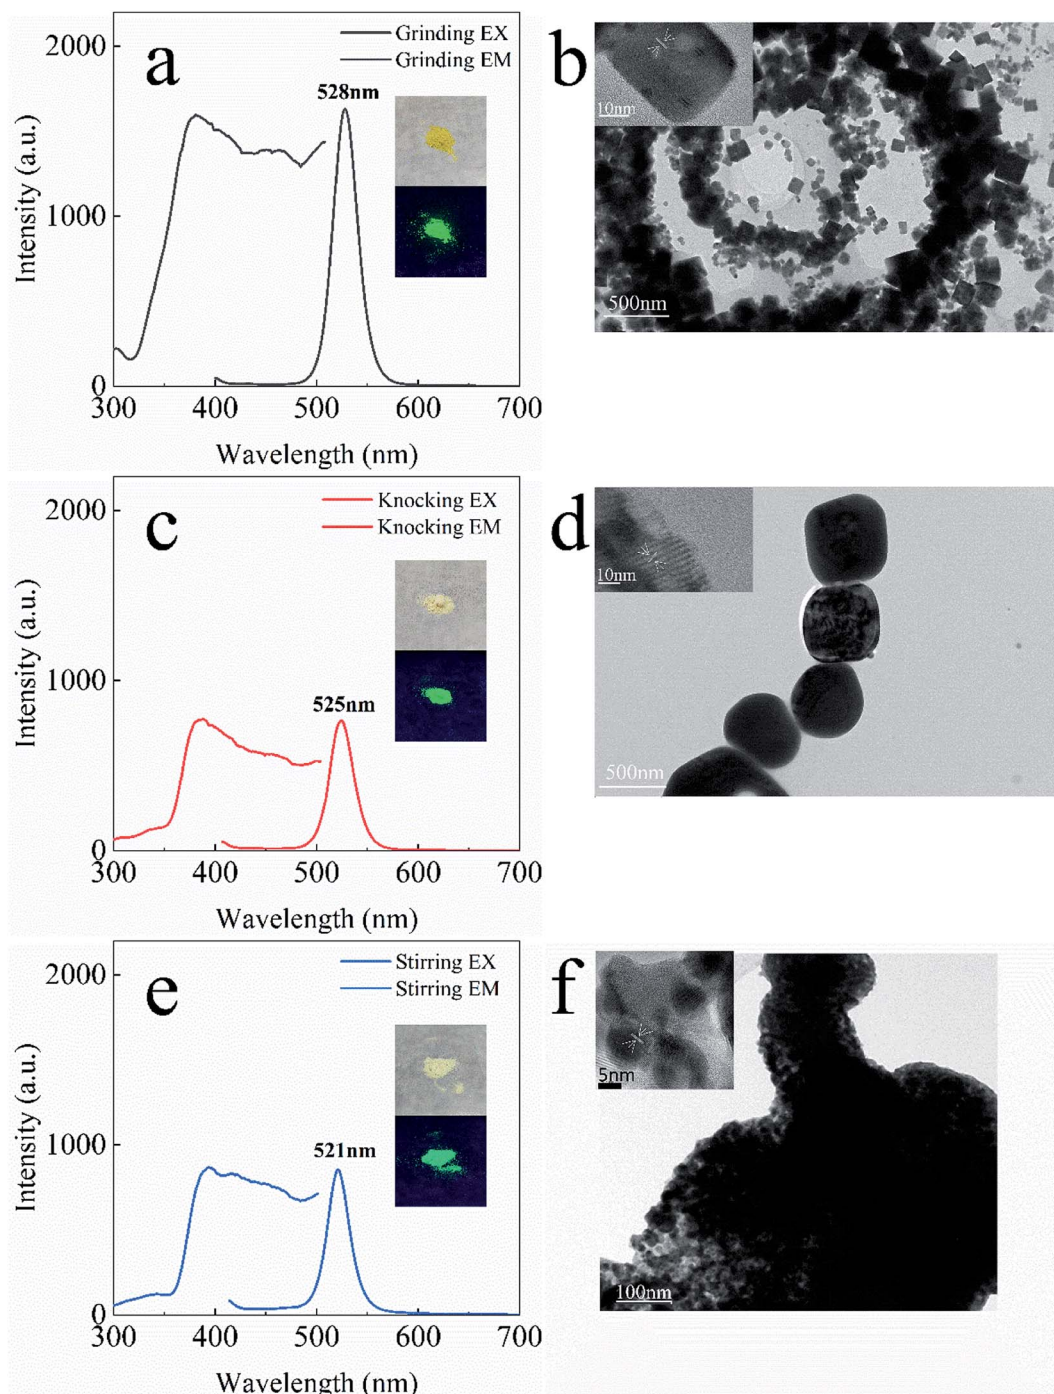 a
Grinding EX
Grinding EM
528nm
2000
1000
0
Intensity (a.u.)
300 400 500 600 700
Wavelength (nm)
b
10nm
500nm
c
Knocking EX
Knocking EM
525nm
2000
1000
0
Intensity (a.u.)
300 400 500 600 700
Wavelength (nm)
d
10nm
500nm
e
Stirring EX
Stirring EM
521nm
2000
1000
0
Intensity (a.u.)
300 400 500 600 700
Wavelength (nm)
f
5nm
100nm